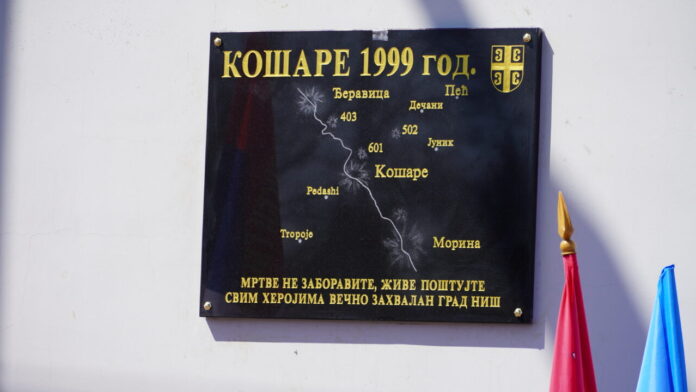 КОШАРЕ 1999 год.
Ђеравица
Пећ
Дечани
403
502
Јуник
601
Кошаре
Pedashi
Tropoje
Морина
МРТВЕ НЕ ЗАБОРАВИТЕ, ЖИВЕ ПОШТУЈТЕ
СВИМ ХЕРОЈИМА ВЕЧНО ЗАХВАЛАН ГРАД НИШ